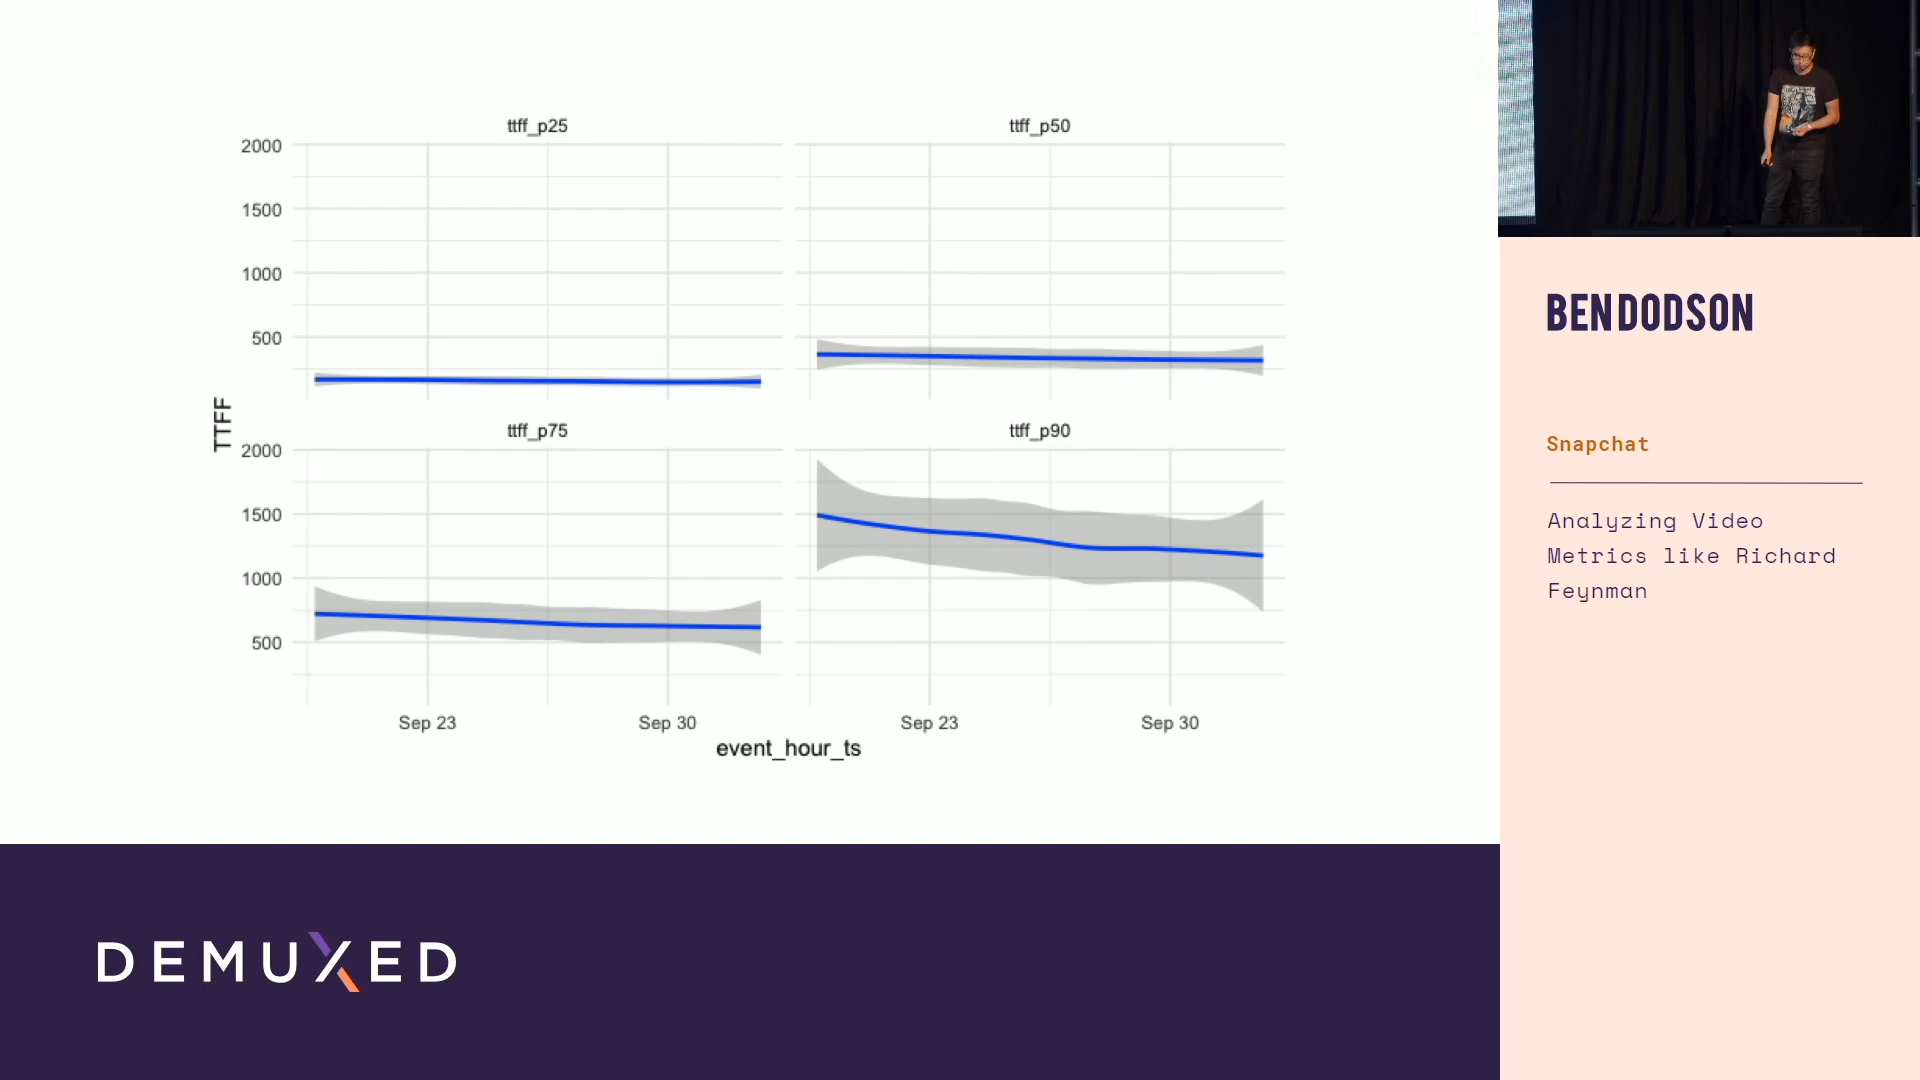 ttff_p25
ttff_p50
2000
1500
1000
500
TTFF
ttff_p75
ttff_p90
2000
1500
1000
500
Sep 23
Sep 30
Sep 23
Sep 30
event_hour_ts
BEN DODSON
Snapchat
Analyzing Video
Metrics like Richard
Feynman
DEMUXED